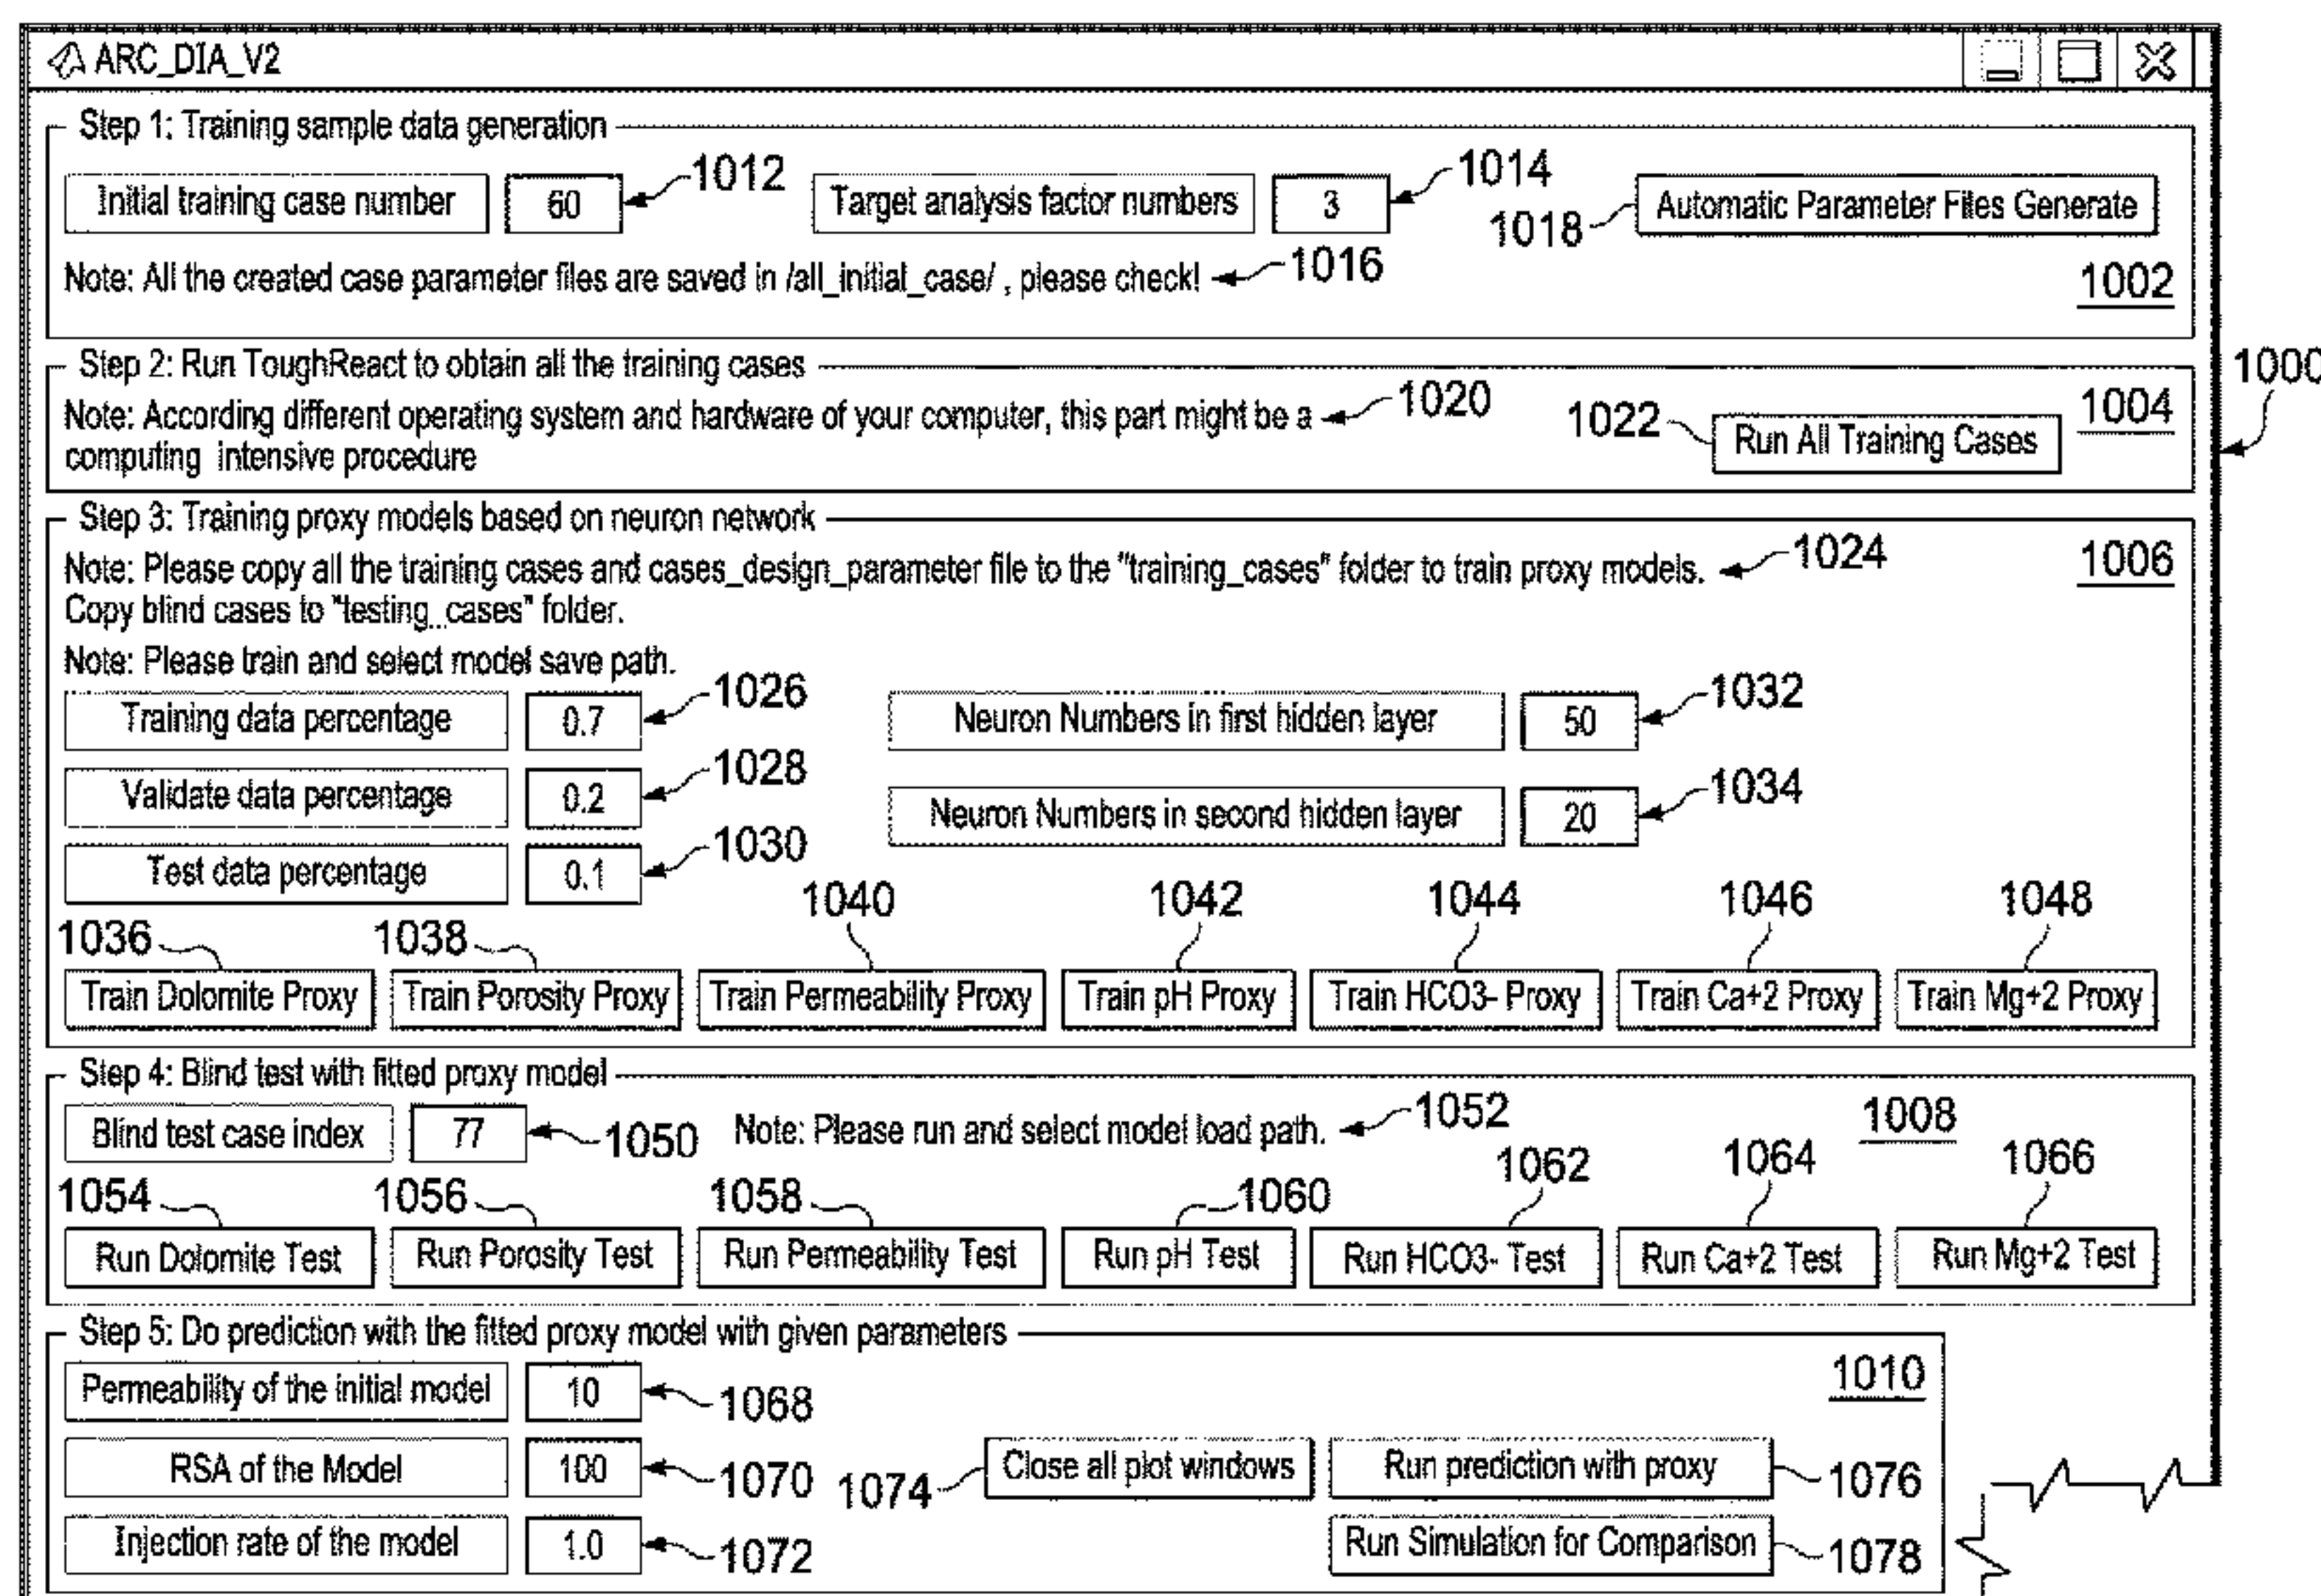 ARC_DIA_V2
Step 1: Training sample data generation
Initial training case number 60 1012 Target analysis factor numbers 3 1014 1018 Automatic Parameter Files Generate
Note: All the created case parameter files are saved in /all_initial_case/ , please check! 1016 1002
Step 2: Run ToughReact to obtain all the training cases
1000
Note: According different operating system and hardware of your computer, this part might be a 1020 1022 Run All Training Cases 1004
computing intensive procedure
Step 3: Training proxy models based on neuron network
Note: Please copy all the training cases and cases_design_parameter file to the "training_cases" folder to train proxy models. 1024 1006
Copy blind cases to "testing_cases" folder.
Note: Please train and select model save path.
Training data percentage 0.7 1026 Neuron Numbers in first hidden layer 50 1032
Validate data percentage 0.2 1028 Neuron Numbers in second hidden layer 20 1034
Test data percentage 0.1 1030
1036 1038 1040 1042 1044 1046 1048
Train Dolomite Proxy Train Porosity Proxy Train Permeability Proxy Train pH Proxy Train HCO3- Proxy Train Ca+2 Proxy Train Mg+2 Proxy
Step 4: Blind test with fitted proxy model
Blind test case index 77 1050 Note: Please run and select model load path. 1052 1008
1054 1056 1058 1060 1062 1064 1066
Run Dolomite Test Run Porosity Test Run Permeability Test Run pH Test Run HCO3- Test Run Ca+2 Test Run Mg+2 Test
Step 5: Do prediction with the fitted proxy model with given parameters
Permeability of the initial model 10 1068 1010
RSA of the Model 100 1070 1074 Close all plot windows Run prediction with proxy 1076
Injection rate of the model 1.0 1072 Run Simulation for Comparison 1078